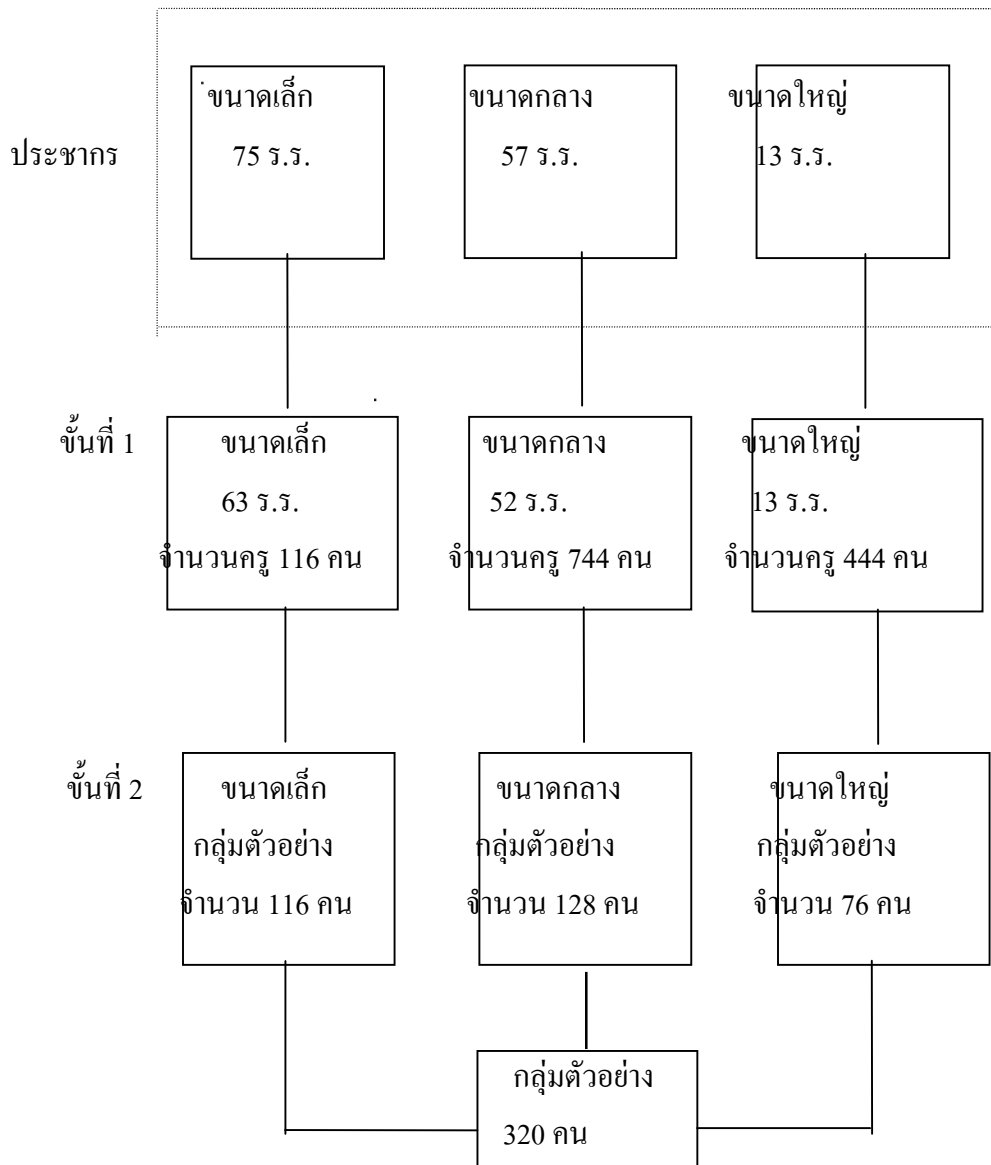 ขนาดเล็ก ขนาดกลาง ขนาดใหญ่
ประชากร 75 ร.ร. 57 ร.ร. 13 ร.ร.
ขั้นที่ 1 ขนาดเล็ก ขนาดกลาง ขนาดใหญ่
63 ร.ร. 52 ร.ร. 13 ร.ร.
จำนวนครู 116 คน จำนวนครู 744 คน จำนวนครู 444 คน
ขั้นที่ 2 ขนาดเล็ก ขนาดกลาง ขนาดใหญ่
กลุ่มตัวอย่าง กลุ่มตัวอย่าง กลุ่มตัวอย่าง
จำนวน 116 คน จำนวน 128 คน จำนวน 76 คน
กลุ่มตัวอย่าง
320 คน